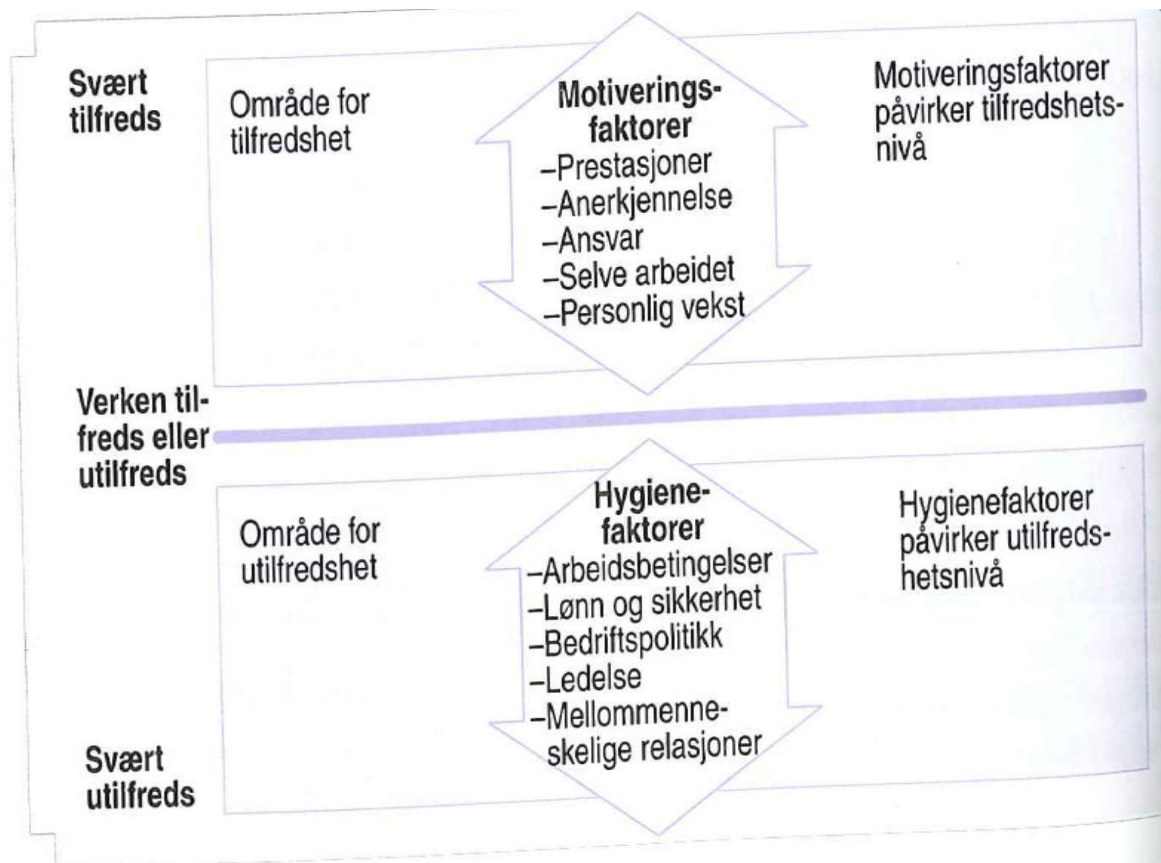 Svært
tilfreds
Område for
tilfredshet
Motiverings-
faktorer
–Prestasjoner
–Anerkjennelse
–Ansvar
–Selve arbeidet
–Personlig vekst
Motiveringsfaktorer
påvirker tilfredshets-
nivå
Verken til-
freds eller
utilfreds
Område for
utilfredshet
Hygiene-
faktorer
–Arbeidsbetingelser
–Lønn og sikkerhet
–Bedriftspolitikk
–Ledelse
–Mellommenne-
skelige relasjoner
Hygienefaktorer
påvirker utilfreds-
hetsnivå
Svært
utilfreds